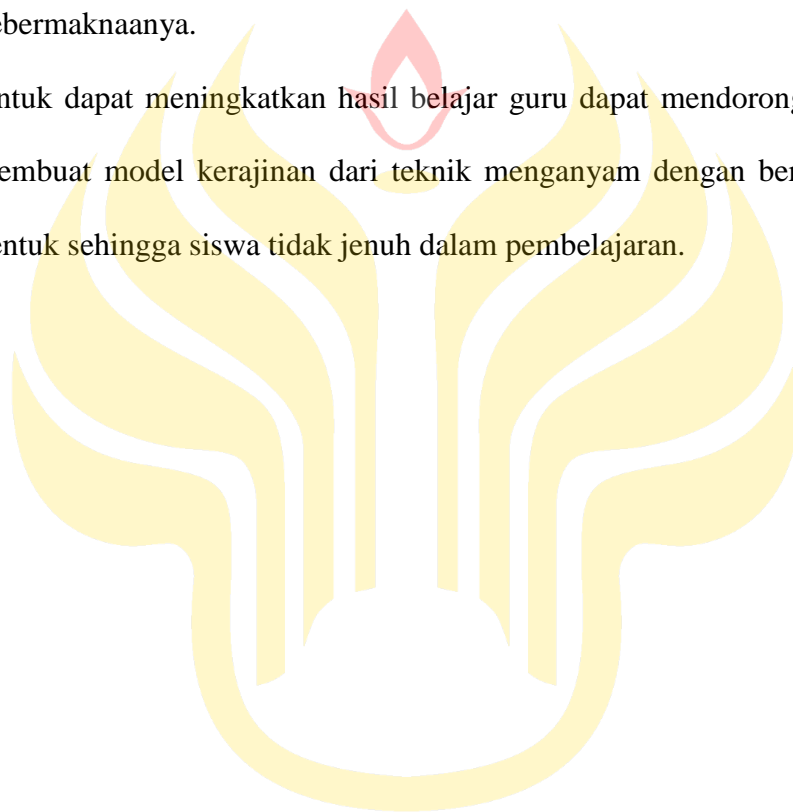 ebermaknaanya.
ntuk dapat meningkatkan hasil belajar guru dapat mendorong
embuat model kerajinan dari teknik menganyam dengan ber
entuk sehingga siswa tidak jenuh dalam pembelajaran.